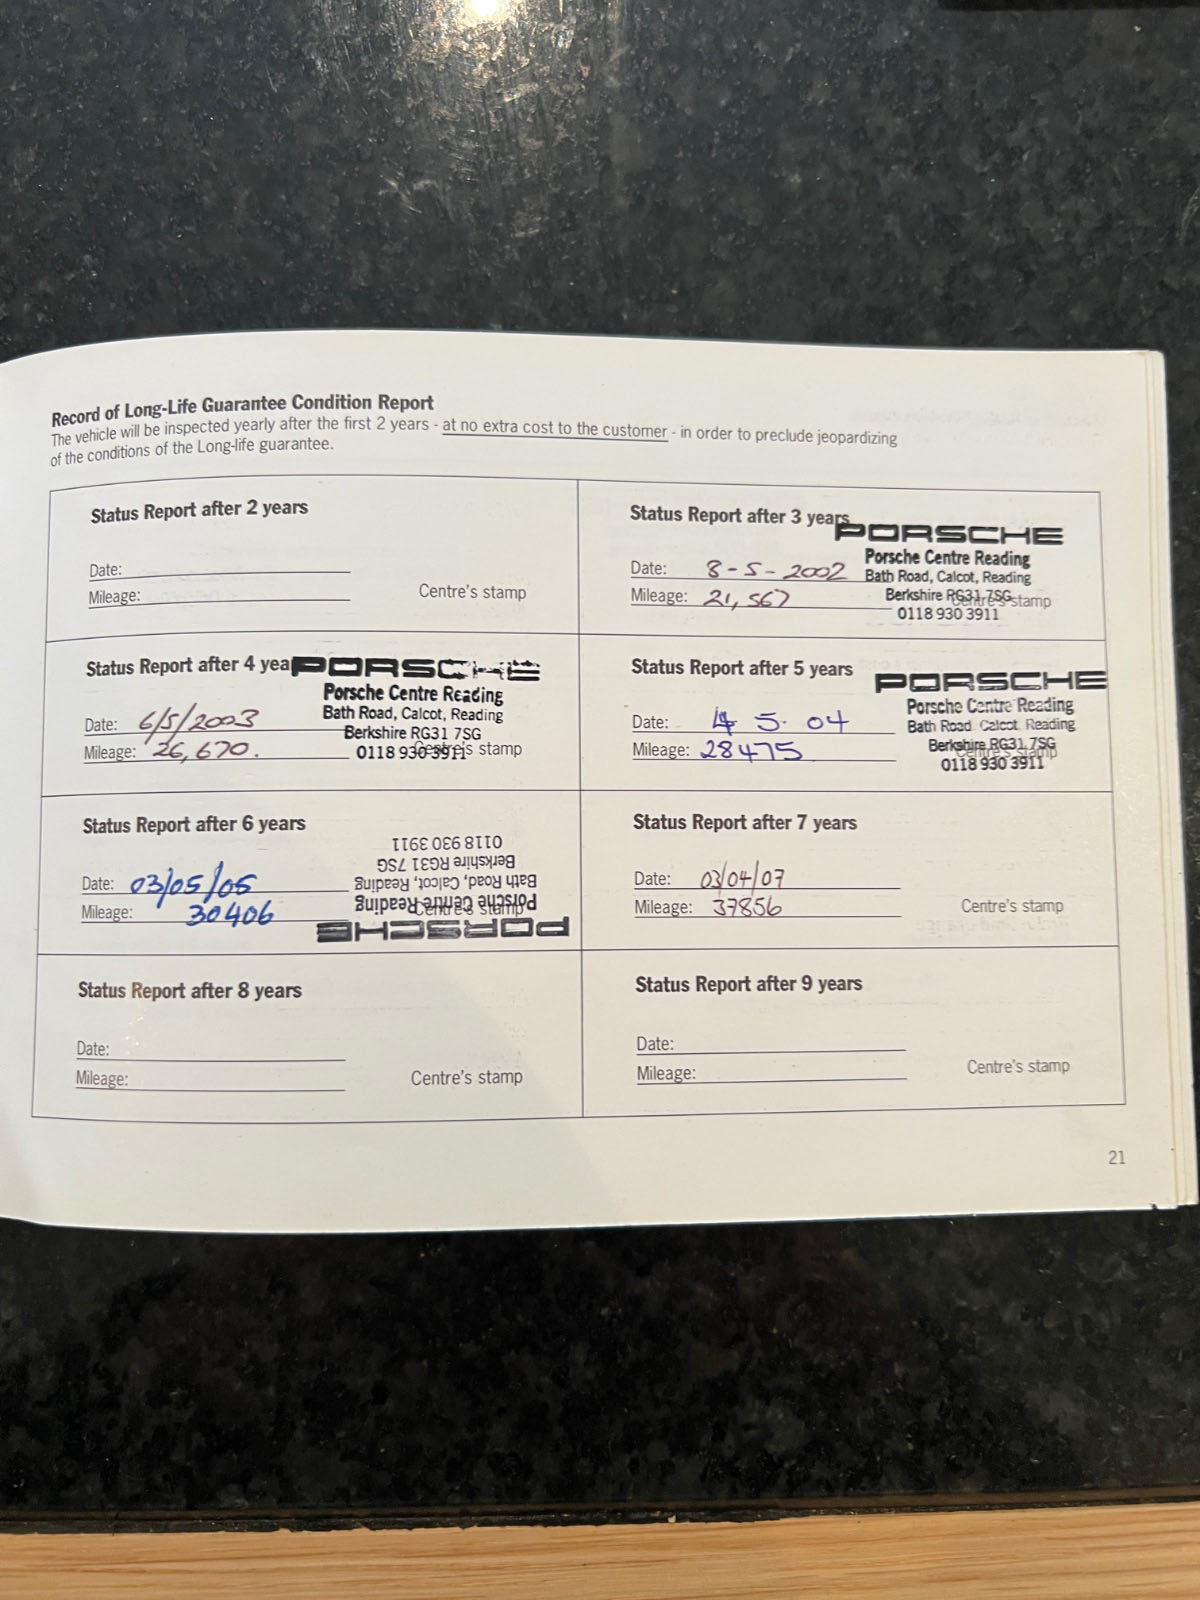 Record of Long-Life Guarantee Condition Report
The vehicle will be inspected yearly after the first 2 years - at no extra cost to the customer - in order to preclude jeopardizing
of the conditions of the Long-life guarantee.
Status Report after 2 years
Date:
Mileage:
Centre's stamp
Status Report after 3 years
Date: 8-5-2002
Mileage: 21,567
PORSCHE
Porsche Centre Reading
Bath Road, Calcot, Reading
Berkshire RG31 7SG
Centre's stamp
0118 930 3911
Status Report after 4 yea
Date: 6/5/2003
Mileage: 26,670.
PORSCHE
Porsche Centre Reading
Bath Road, Calcot, Reading
Berkshire RG31 7SG
0118 930 3911
Centre's stamp
Status Report after 5 years
Date: 4 5. 04
Mileage: 28475
PORSCHE
Porsche Centre Reading
Bath Road Calcot Reading
Berkshire RG31 7SG
Centre's stamp
0118 930 3911
Status Report after 6 years
Date: 03/05/05
Mileage: 30406
PORSCHE
Porsche Centre Reading
Bath Road, Calcot, Reading
Berkshire RG31 7SG
0118 930 3911
Centre's stamp
Status Report after 7 years
Date: 03/04/07
Mileage: 37856
Centre's stamp
Status Report after 8 years
Date:
Mileage:
Centre's stamp
Status Report after 9 years
Date:
Mileage:
Centre's stamp
21